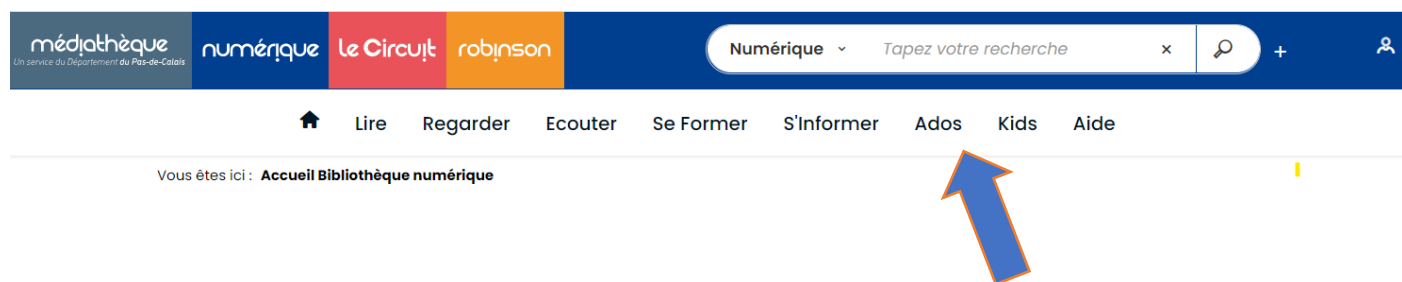 médiathèque
Un service du Département du Pas-de-Calais
numérique
le Circuit
robinson
Numérique
Tapez votre recherche
×
+
Lire
Regarder
Ecouter
Se Former
S'Informer
Ados
Kids
Aide
Vous êtes ici : Accueil Bibliothèque numérique